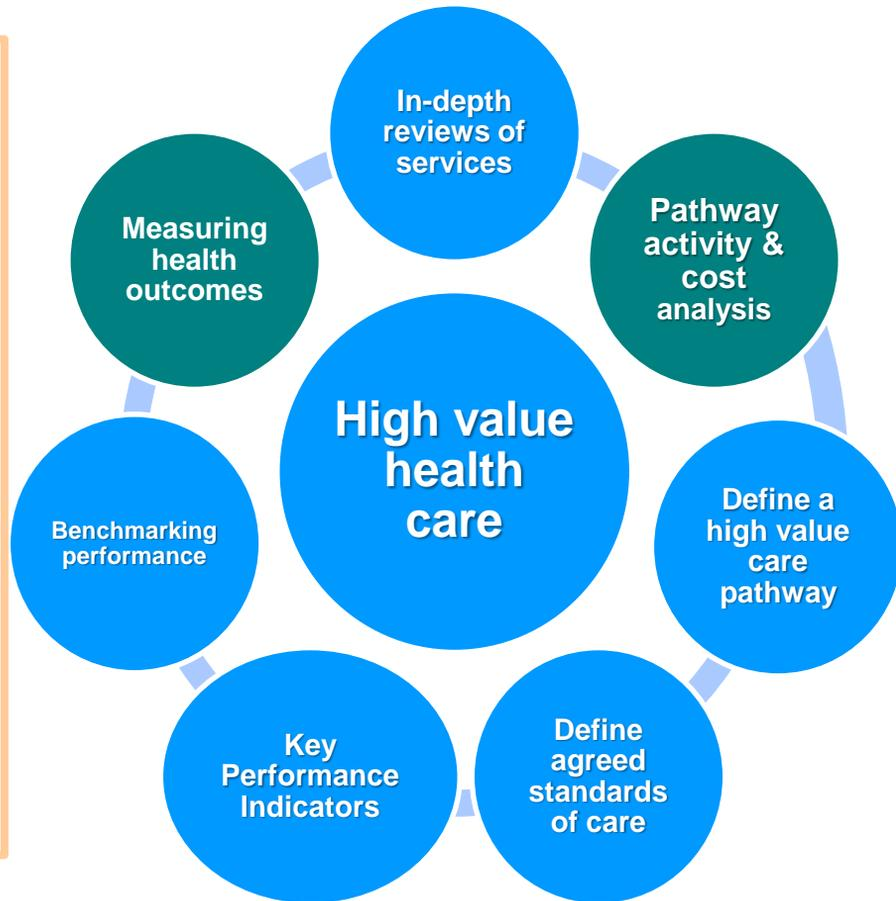 In-depth
reviews of
services
Pathway
activity &
cost
analysis
Define a
high value
care
pathway
Define
agreed
standards
of care
Key
Performance
Indicators
Benchmarking
performance
Measuring
health
outcomes
High value
health
care